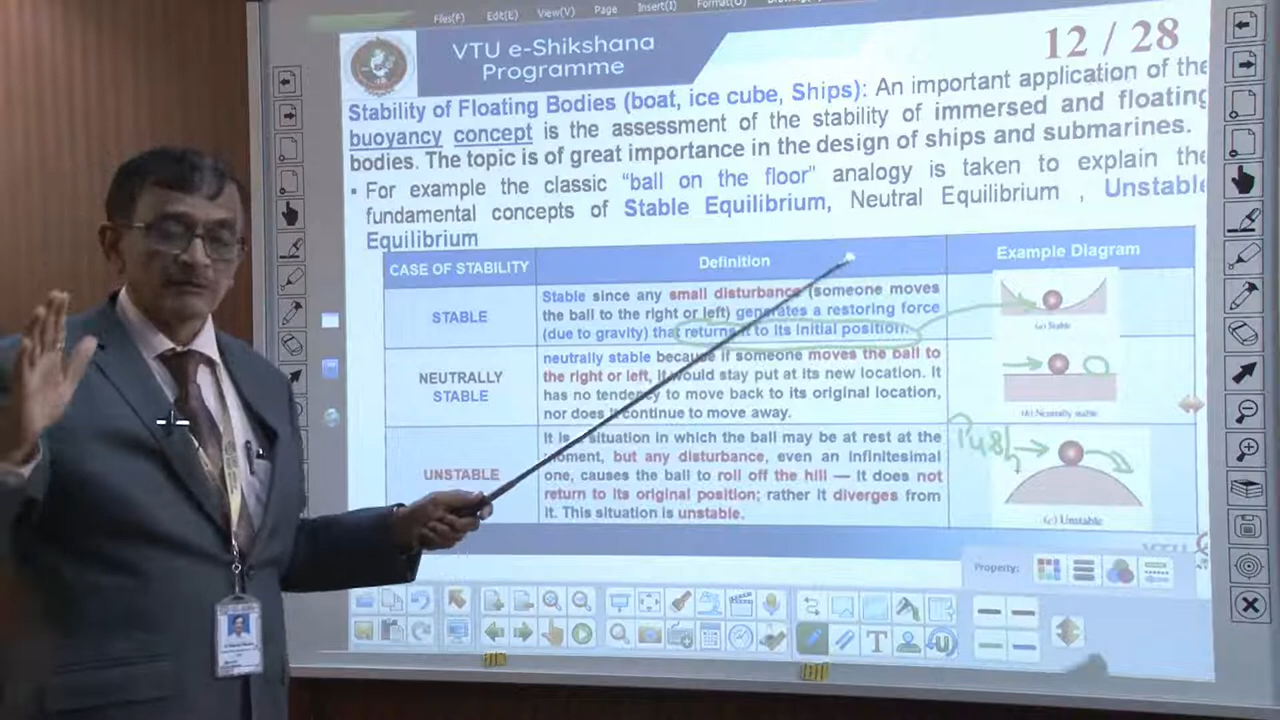 Files(F) Edit(E) View(V) Page Insert(I) Format(O)
VTU e-Shikshana
Programme
12 / 28
Stability of Floating Bodies (boat, ice cube, Ships): An important application of the
buoyancy concept is the assessment of the stability of immersed and floating
bodies. The topic is of great importance in the design of ships and submarines.
▪ For example the classic "ball on the floor" analogy is taken to explain the
fundamental concepts of Stable Equilibrium, Neutral Equilibrium , Unstable
Equilibrium
CASE OF STABILITY
Definition
Example Diagram
STABLE
Stable since any small disturbance (someone moves
the ball to the right or left) generates a restoring force
(due to gravity) that returns it to its initial position.
(a) Stable
NEUTRALLY
STABLE
neutrally stable because if someone moves the ball to
the right or left, it would stay put at its new location. It
has no tendency to move back to its original location,
nor does it continue to move away.
(b) Neutrally stable
UNSTABLE
It is a situation in which the ball may be at rest at the
moment, but any disturbance, even an infinitesimal
one, causes the ball to roll off the hill — It does not
return to its original position; rather it diverges from
it. This situation is unstable.
Push
(c) Unstable
VTU
Property: